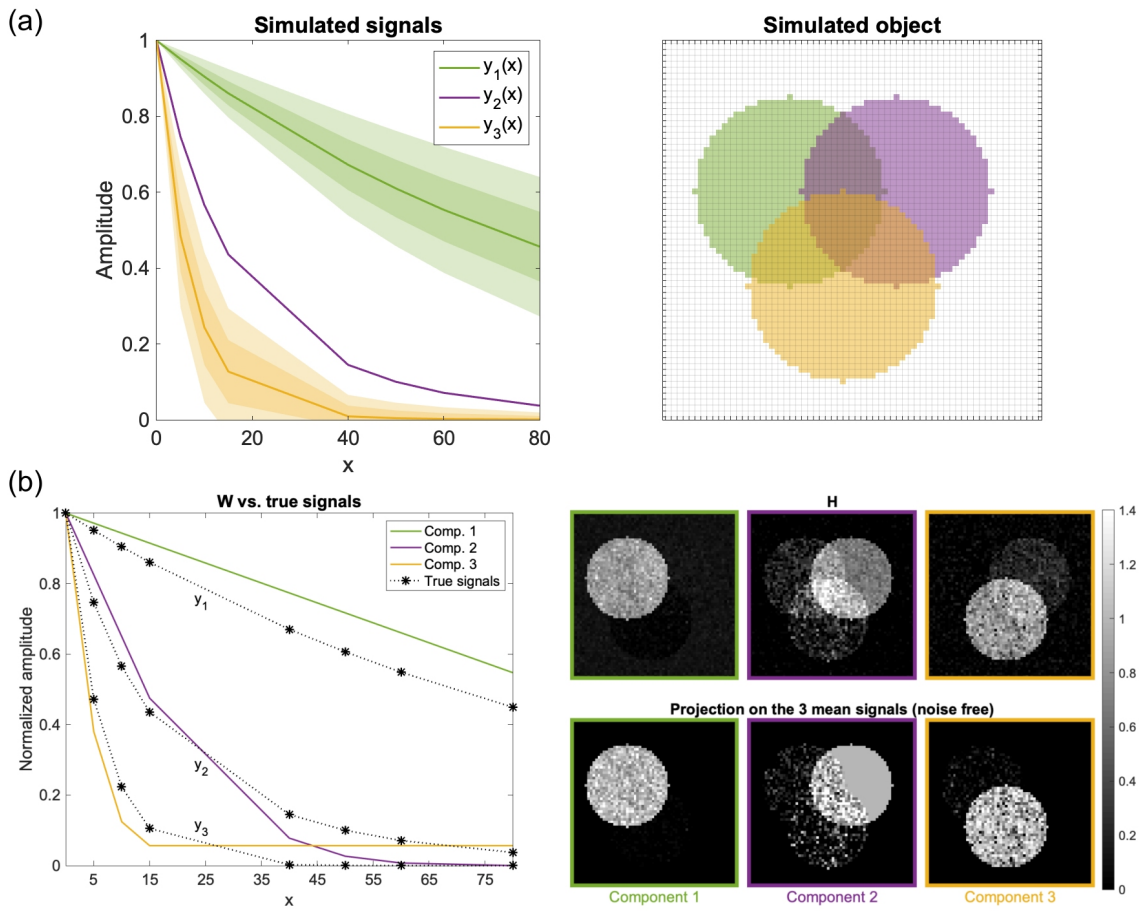 (a)
Simulated signals
Simulated object
1
0.8
0.6
0.4
0.2
0
Amplitude
y1(x)
y2(x)
y3(x)
0 20 40 60 80
x
(b)
W vs. true signals
1
0.8
0.6
0.4
0.2
0
Normalized amplitude
Comp. 1
Comp. 2
Comp. 3
True signals
y1
y2
y3
5 15 25 35 45 55 65 75
x
H
Projection on the 3 mean signals (noise free)
Component 1 Component 2 Component 3
1.4
1.2
1
0.8
0.6
0.4
0.2
0